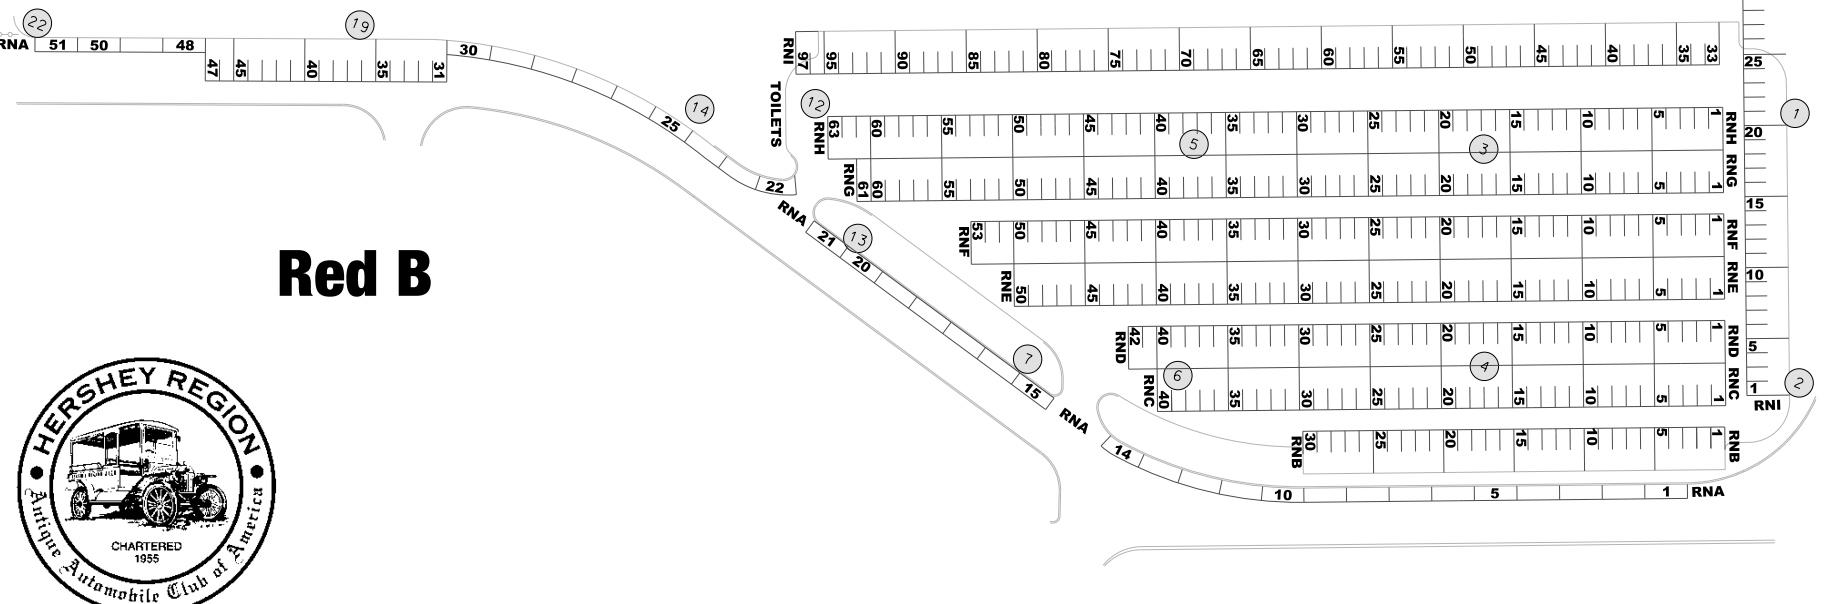 22
19
RNA 51 50 48
47 45 40 35 31
30
14
25
22
TOILETS
RNI 97 95 90 85 80 75 70 65 60 55 50 45 40 35 33
25
1
12
RNH 63 60 55 50 45 40 35 30 25 20 15 10 5 1 RNH
20
5
3
RNG 61 60 55 50 45 40 35 30 25 20 15 10 5 1 RNG
15
RNA
21
13
20
RNF 53 50 45 40 35 30 25 20 15 10 5 1 RNF
RNE 50 45 40 35 30 25 20 15 10 5 1 RNE
10
7
15
RND 42 40 35 30 25 20 15 10 5 1 RND
5
6
4
2
RNC 40 35 30 25 20 15 10 5 1 RNC
1
RNI
RNA
RNB 30 25 20 15 10 5 1 RNB
14
10 5 1 RNA
Red B
HERSHEY REGION
CHARTERED
1955
Antique Automobile Club of America